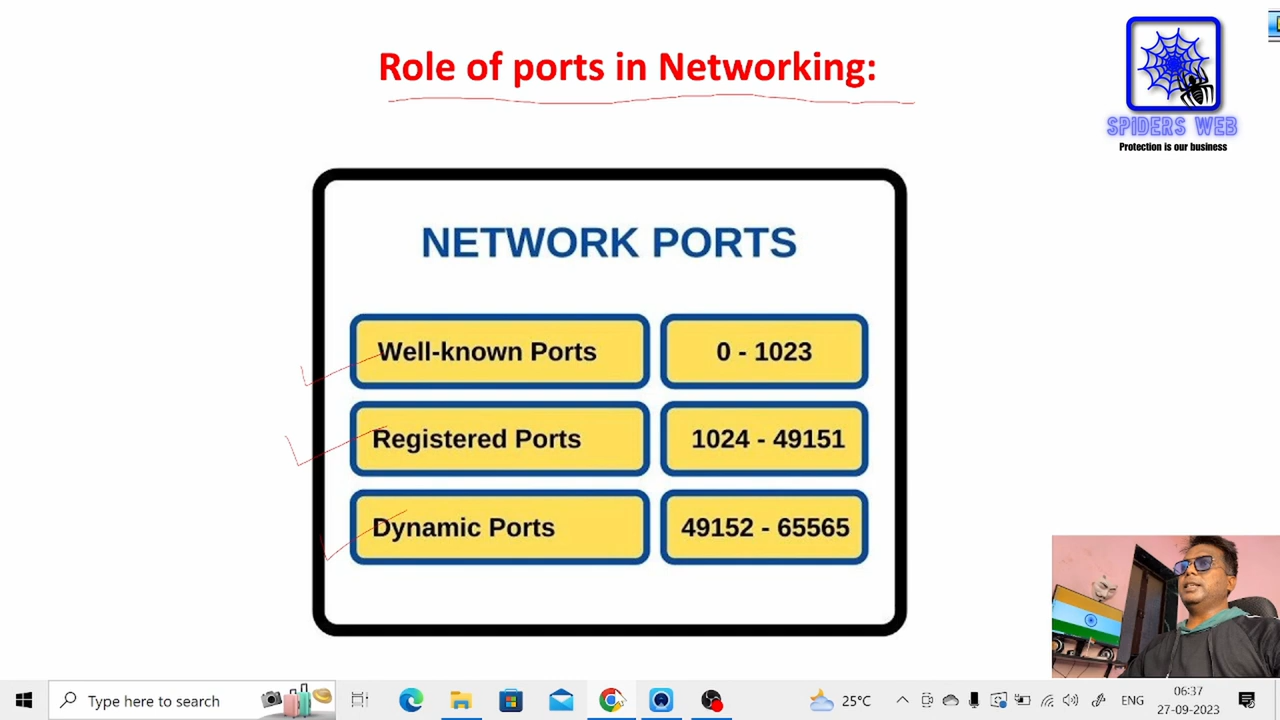 Role of ports in Networking:
SPiDERS WEB
Protection is our business
NETWORK PORTS
Well-known Ports 0 - 1023
Registered Ports 1024 - 49151
Dynamic Ports 49152 - 65565
Type here to search
25°C
ENG
06:37
27-09-2023